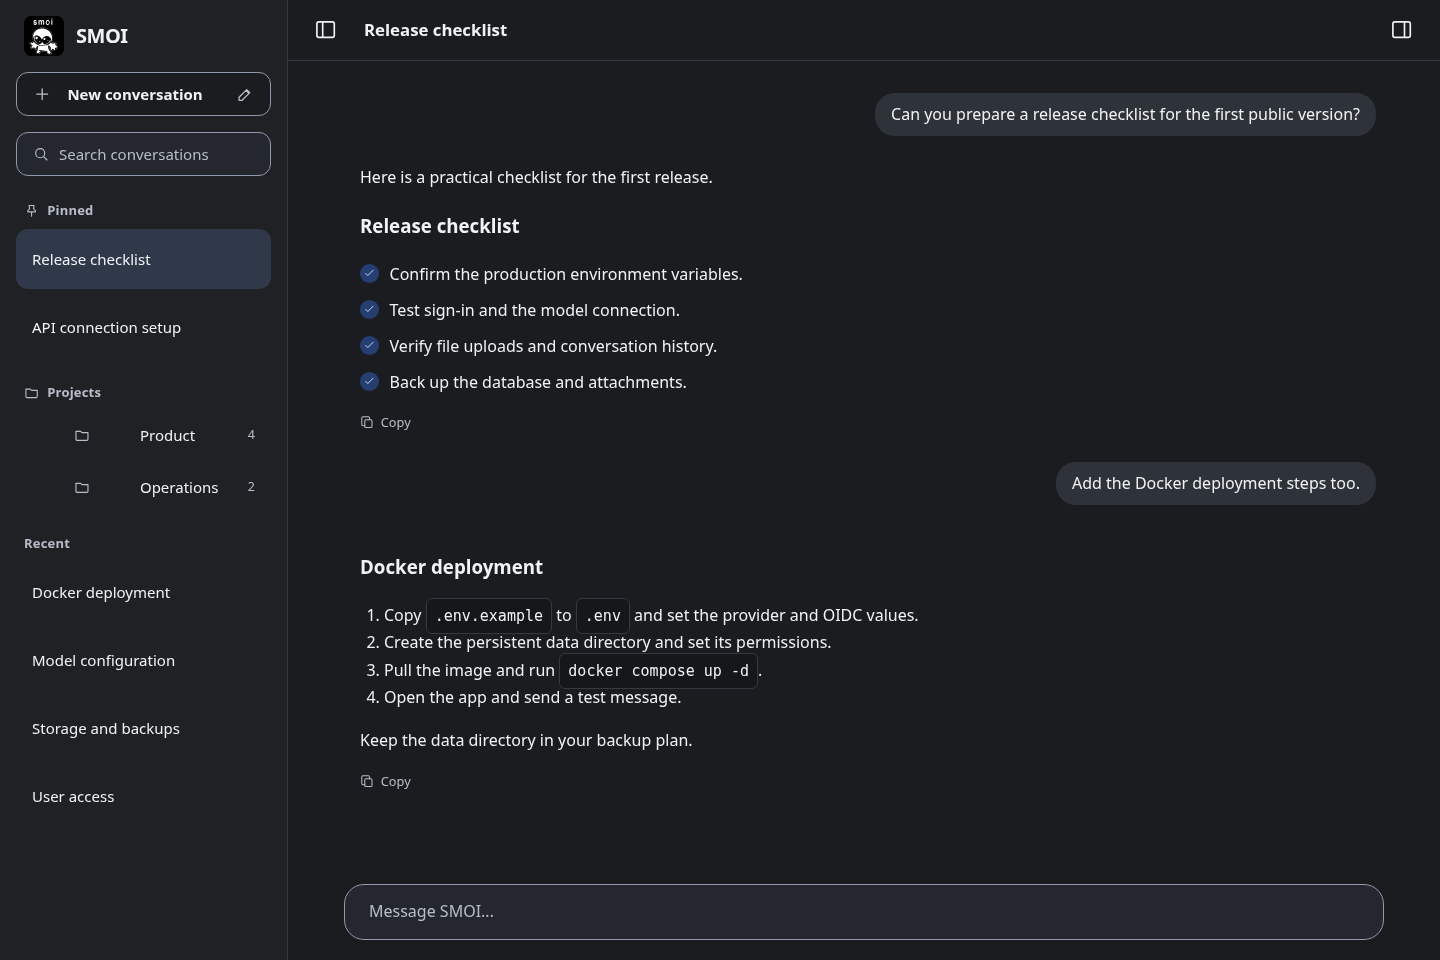 smoi
SMOI
New conversation
Search conversations
Pinned
Release checklist
API connection setup
Projects
Product 4
Operations 2
Recent
Docker deployment
Model configuration
Storage and backups
User access
Release checklist
Can you prepare a release checklist for the first public version?
Here is a practical checklist for the first release.
Release checklist
Confirm the production environment variables.
Test sign-in and the model connection.
Verify file uploads and conversation history.
Back up the database and attachments.
Copy
Add the Docker deployment steps too.
Docker deployment
1. Copy .env.example to .env and set the provider and OIDC values.
2. Create the persistent data directory and set its permissions.
3. Pull the image and run docker compose up -d.
4. Open the app and send a test message.
Keep the data directory in your backup plan.
Copy
Message SMOI...